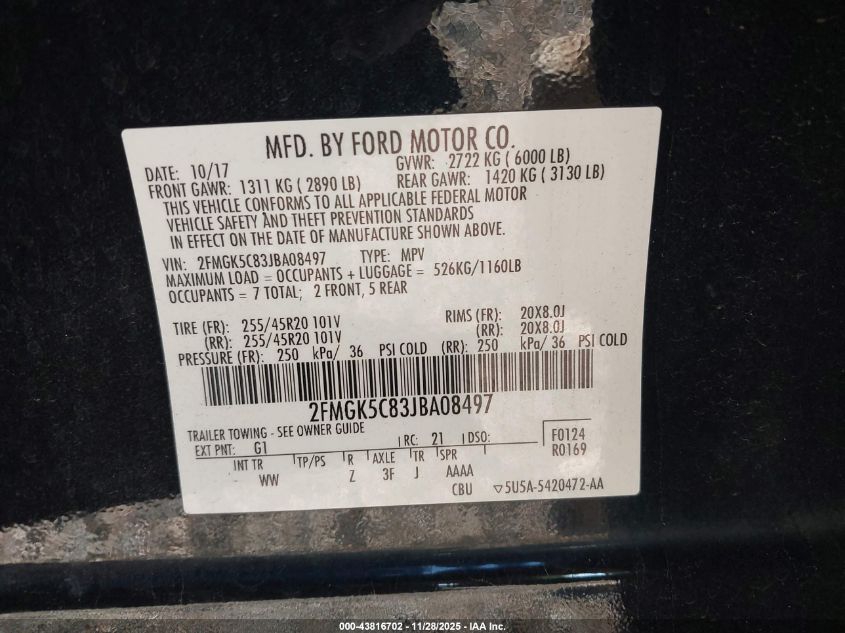 MFD. BY FORD MOTOR CO.
DATE: 10/17 GVWR: 2722 KG ( 6000 LB)
FRONT GAWR: 1311 KG ( 2890 LB) REAR GAWR: 1420 KG ( 3130 LB)
THIS VEHICLE CONFORMS TO ALL APPLICABLE FEDERAL MOTOR
VEHICLE SAFETY AND THEFT PREVENTION STANDARDS
IN EFFECT ON THE DATE OF MANUFACTURE SHOWN ABOVE.
VIN: 2FMGK5C83JBA08497 TYPE: MPV
MAXIMUM LOAD = OCCUPANTS + LUGGAGE = 526KG/1160LB
OCCUPANTS = 7 TOTAL; 2 FRONT, 5 REAR
TIRE (FR): 255/45R20 101V RIMS (FR): 20X8.0J
(RR): 255/45R20 101V (RR): 20X8.0J
PRESSURE (FR): 250 kPa/ 36 PSI COLD (RR): 250 kPa/ 36 PSI COLD
2FMGK5C83JBA08497
TRAILER TOWING - SEE OWNER GUIDE
EXT PNT: G1 RC: 21 DSO: F0124
R0169
INT TR TP/PS R AXLE TR SPR
WW Z 3F J AAAA
CBU ▽5U5A-5420472-AA
000-43816702 - 11/28/2025 - IAA Inc.